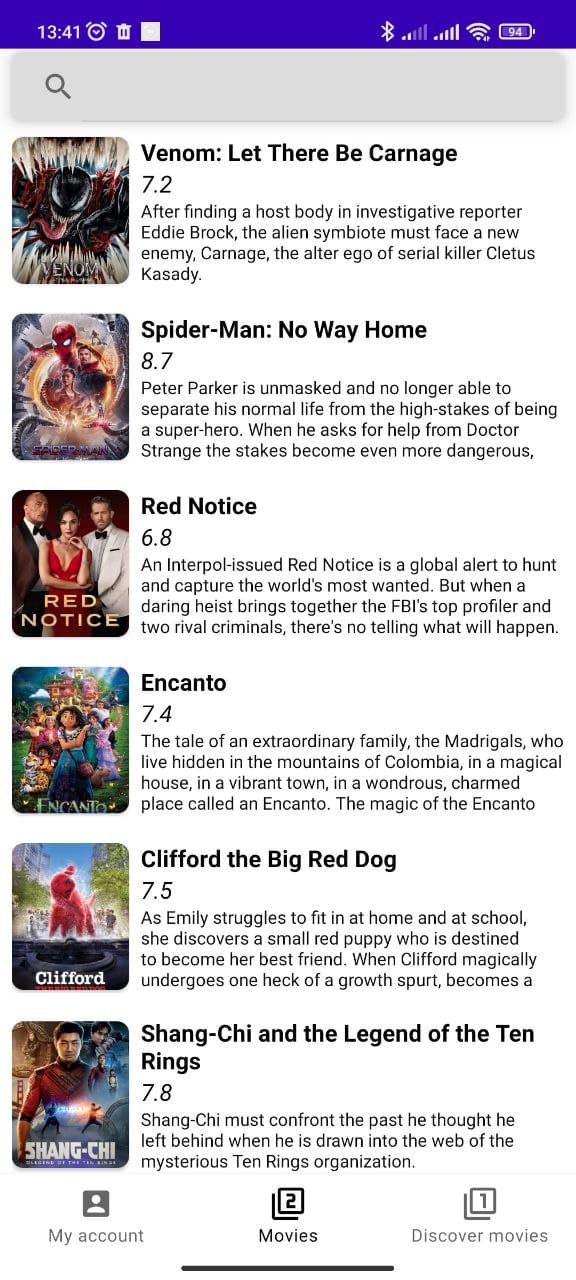 13:41
94
Venom: Let There Be Carnage
7.2
After finding a host body in investigative reporter
Eddie Brock, the alien symbiote must face a new
enemy, Carnage, the alter ego of serial killer Cletus
Kasady.
VENOM
Spider-Man: No Way Home
8.7
Peter Parker is unmasked and no longer able to
separate his normal life from the high-stakes of being
a super-hero. When he asks for help from Doctor
Strange the stakes become even more dangerous,
SPIDER-MAN
Red Notice
6.8
An Interpol-issued Red Notice is a global alert to hunt
and capture the world's most wanted. But when a
daring heist brings together the FBI's top profiler and
two rival criminals, there's no telling what will happen.
RED
NOTICE
Encanto
7.4
The tale of an extraordinary family, the Madrigals, who
live hidden in the mountains of Colombia, in a magical
house, in a vibrant town, in a wondrous, charmed
place called an Encanto. The magic of the Encanto
ENCANTO
Clifford the Big Red Dog
7.5
As Emily struggles to fit in at home and at school,
she discovers a small red puppy who is destined
to become her best friend. When Clifford magically
undergoes one heck of a growth spurt, becomes a
Clifford
Shang-Chi and the Legend of the Ten
Rings
7.8
Shang-Chi must confront the past he thought he
left behind when he is drawn into the web of the
mysterious Ten Rings organization.
SHANG-CHI
LEGEND OF THE TEN RINGS
2
1
My account
Movies
Discover movies